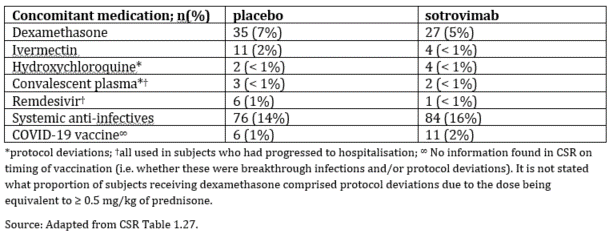 Concomitant medication; n(%) placebo sotrovimab
Dexamethasone 35 (7%) 27 (5%)
Ivermectin 11 (2%) 4 (< 1%)
Hydroxychloroquine* 2 (< 1%) 4 (< 1%)
Convalescent plasma*† 3 (< 1%) 2 (< 1%)
Remdesivir† 6 (1%) 1 (< 1%)
Systemic anti-infectives 76 (14%) 84 (16%)
COVID-19 vaccine∞ 6 (1%) 11 (2%)
*protocol deviations; †all used in subjects who had progressed to hospitalisation; ∞ No information found in CSR on
timing of vaccination (i.e. whether these were breakthrough infections and/or protocol deviations). It is not stated
what proportion of subjects receiving dexamethasone comprised protocol deviations due to the dose being
equivalent to ≥ 0.5 mg/kg of prednisone.
Source: Adapted from CSR Table 1.27.